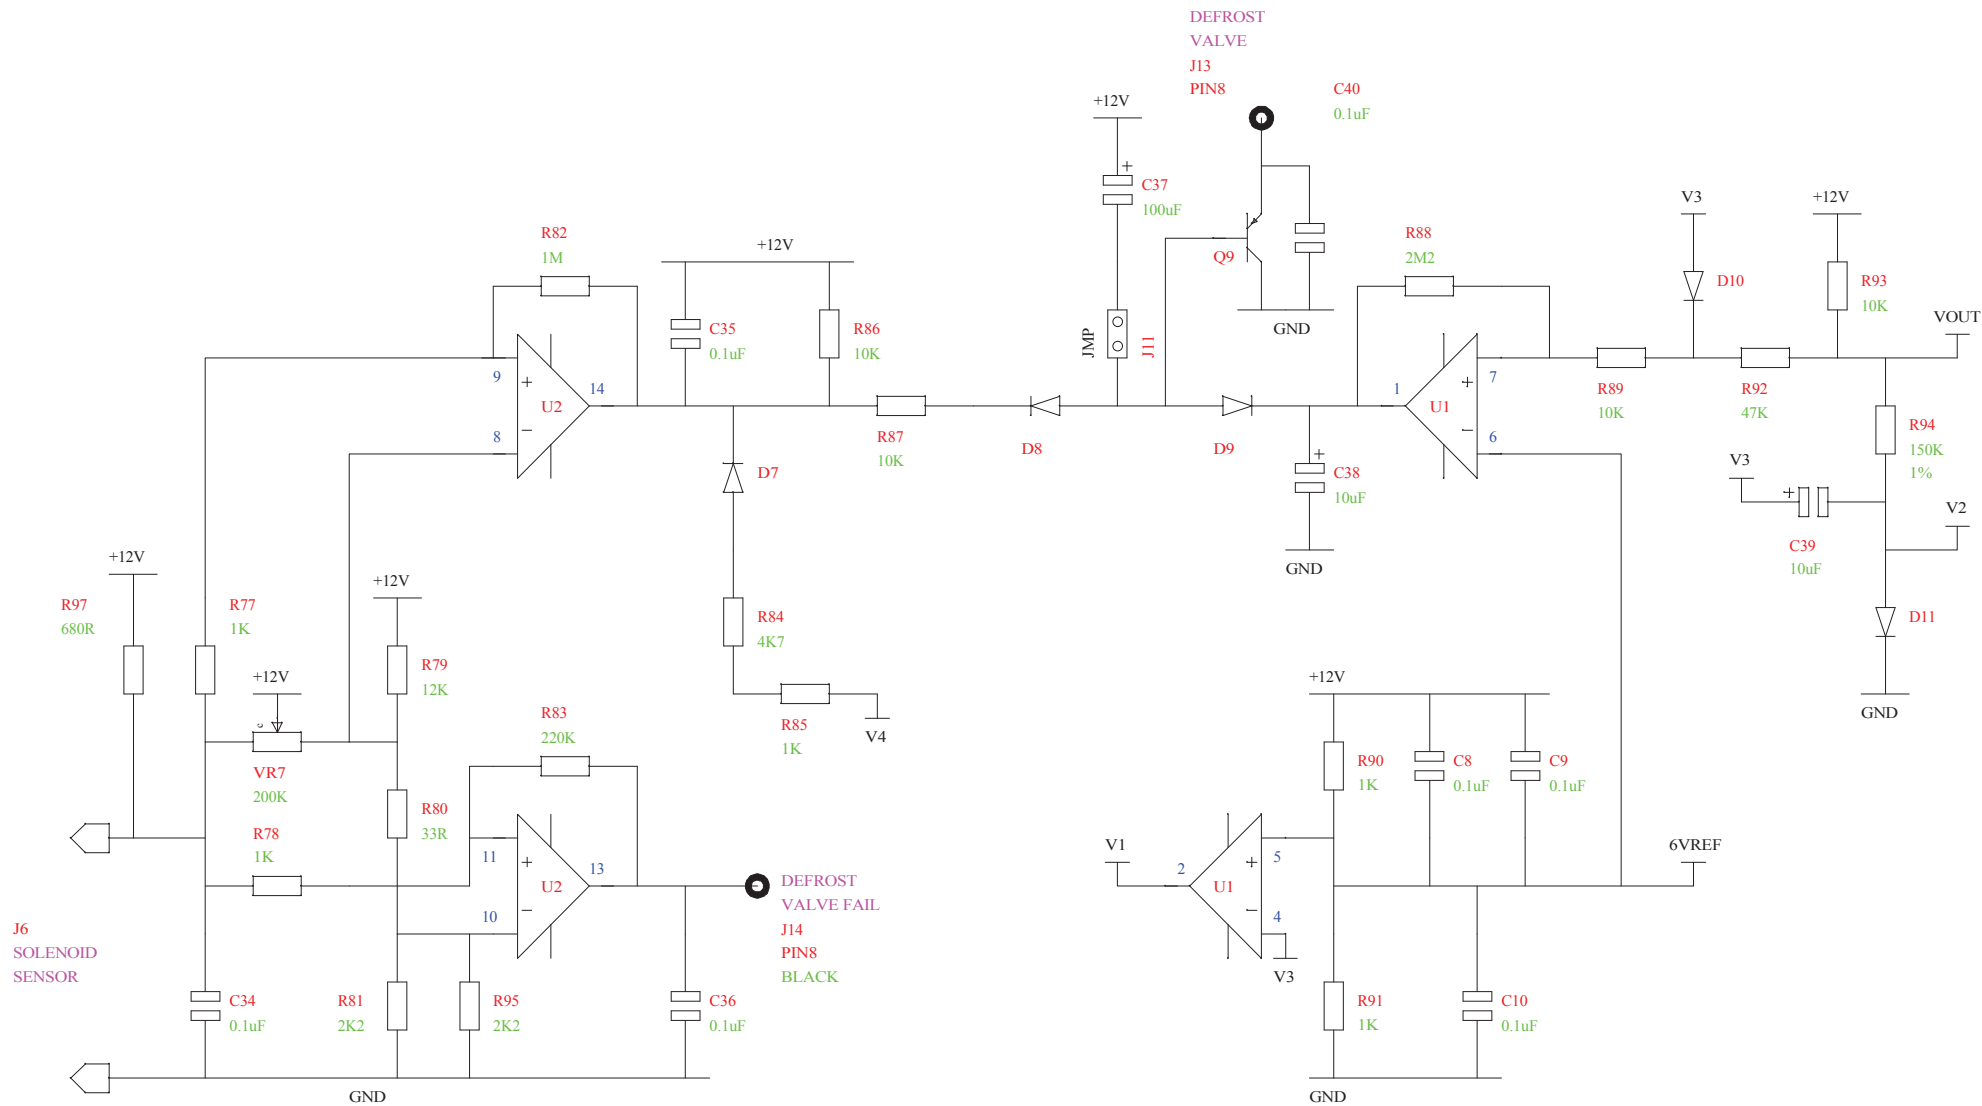 DEFROST
VALVE
J13
PIN8
C40
0.1uF
+12V
+
C37
100uF
V3
+12V
R82
1M
+12V
R88
2M2
Q9
D10
R93
10K
C35
0.1uF
R86
10K
JMP
J11
GND
VOUT
9
+
14
U2
8
−
R87
10K
D8
D9
1
U1
+
7
−
6
R89
10K
R92
47K
R94
150K
1%
D7
+
C38
10uF
V3
+
V2
C39
10uF
GND
+12V
+12V
R97
680R
R77
1K
R84
4K7
D11
+12V
R79
12K
c
R83
220K
R85
1K
V4
+12V
GND
VR7
200K
R80
33R
R90
1K
C8
0.1uF
C9
0.1uF
R78
1K
11
+
13
U2
10
−
V1
2
U1
+
5
−
4
6VREF
DEFROST
VALVE FAIL
J14
PIN8
BLACK
J6
SOLENOID
SENSOR
V3
C34
0.1uF
R81
2K2
R95
2K2
C36
0.1uF
R91
1K
C10
0.1uF
GND
GND